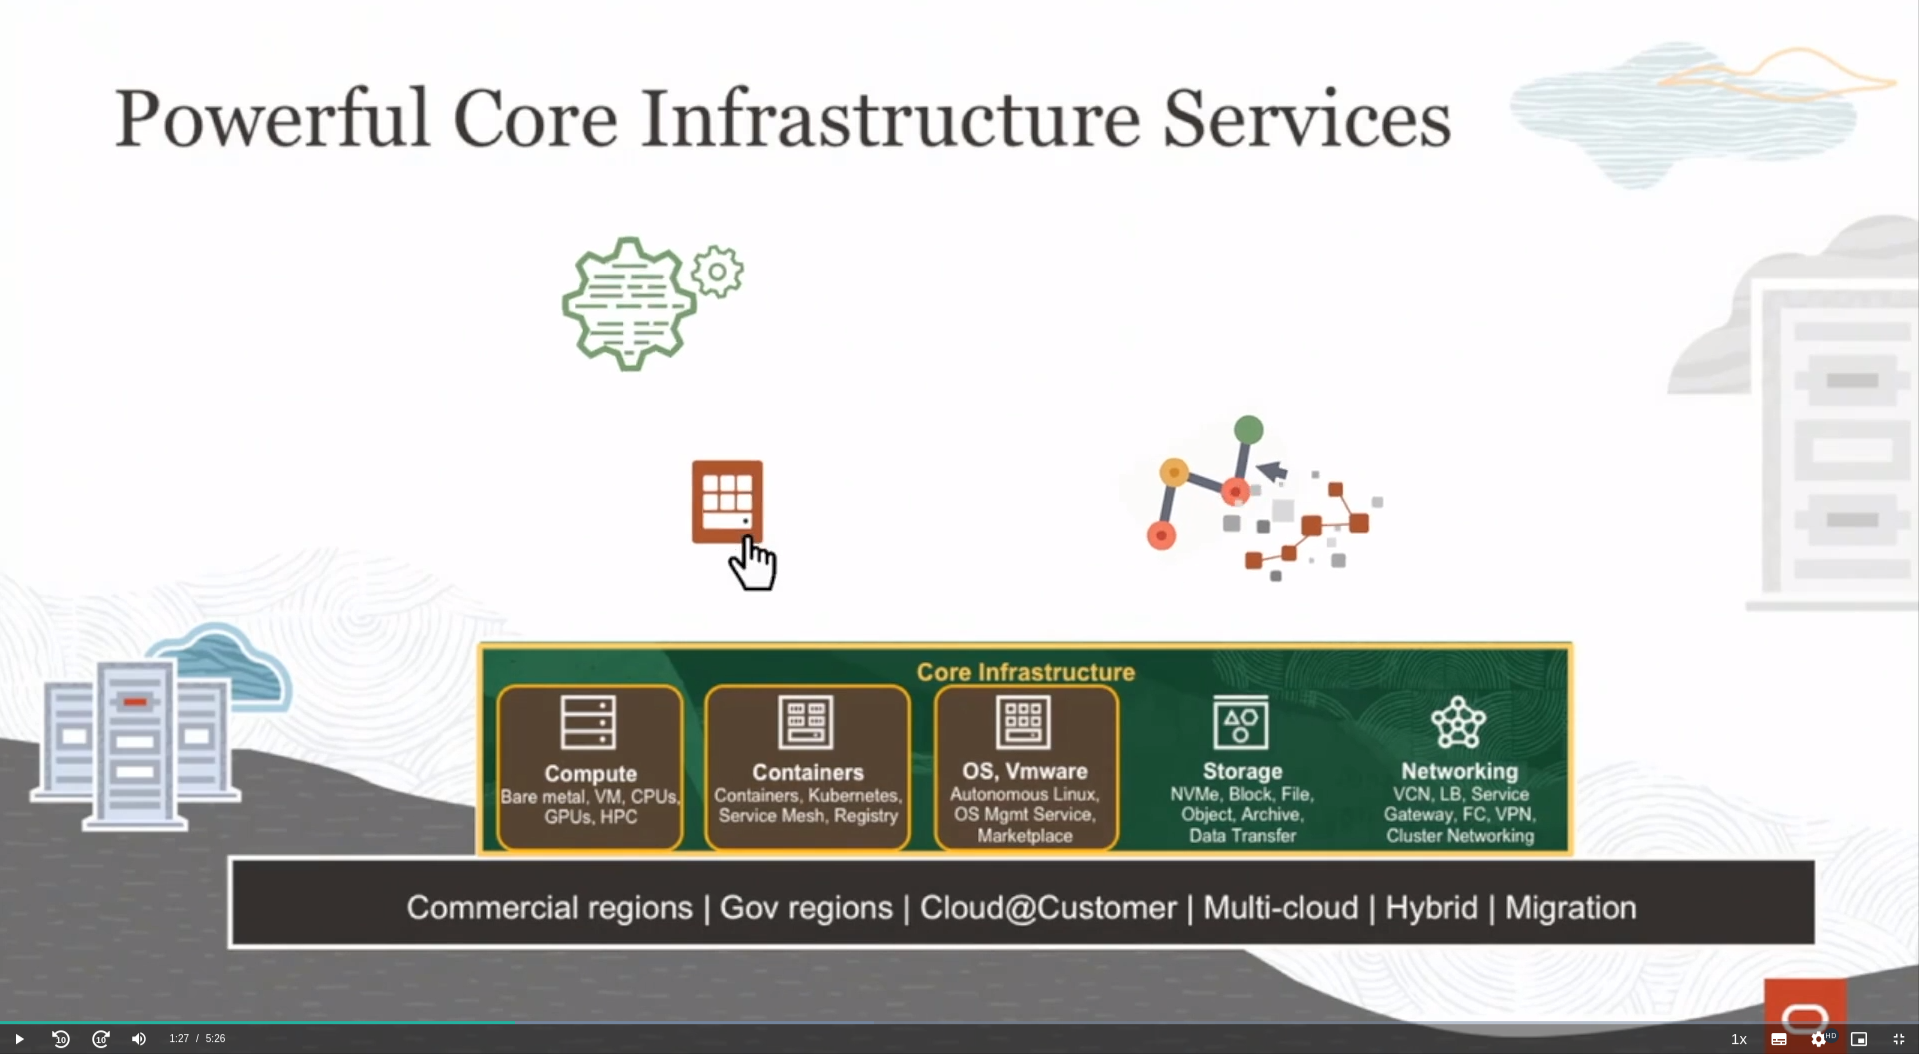 Powerful Core Infrastructure Services
Core Infrastructure
Compute
Bare metal, VM, CPUs,
GPUs, HPC
Containers
Containers, Kubernetes,
Service Mesh, Registry
OS, Vmware
Autonomous Linux,
OS Mgmt Service,
Marketplace
Storage
NVMe, Block, File,
Object, Archive,
Data Transfer
Networking
VCN, LB, Service
Gateway, FC, VPN,
Cluster Networking
Commercial regions | Gov regions | Cloud@Customer | Multi-cloud | Hybrid | Migration
10 10 1:27 / 5:26 1x HD